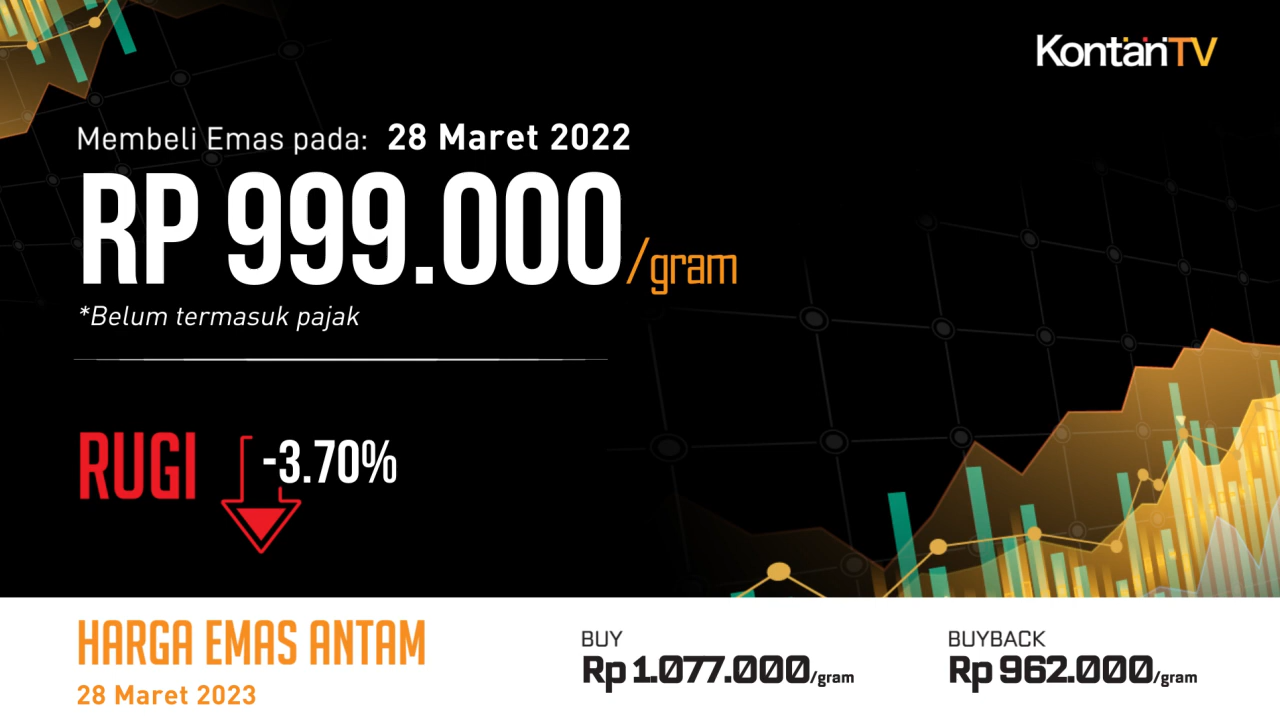 KontanTV
Membeli Emas pada: 28 Maret 2022
RP 999.000/gram
*Belum termasuk pajak
RUGI -3.70%
HARGA EMAS ANTAM
28 Maret 2023
BUY
Rp 1.077.000/gram
BUYBACK
Rp 962.000/gram